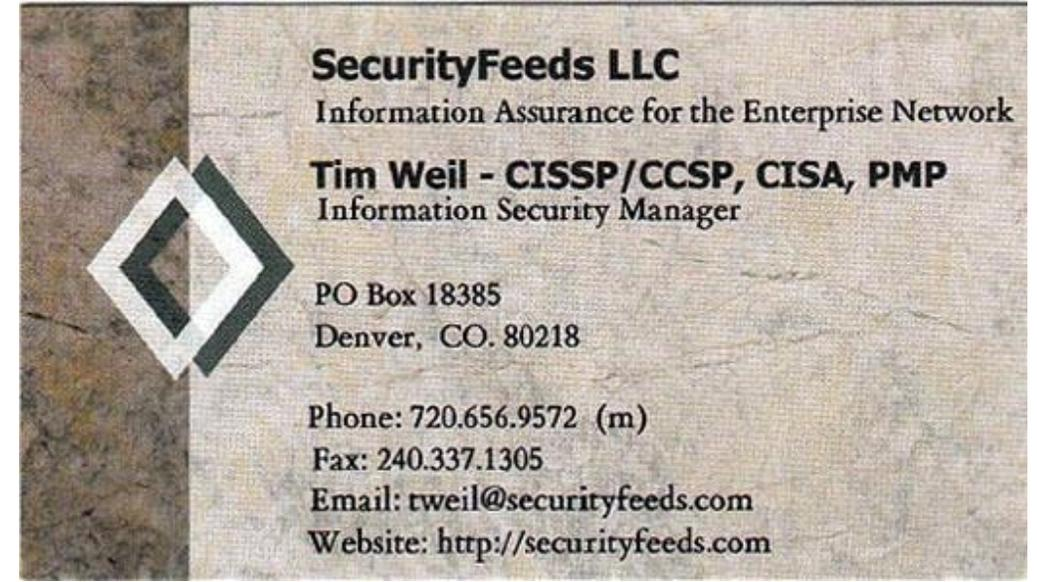 SecurityFeeds LLC
Information Assurance for the Enterprise Network
Tim Weil - CISSP/CCSP, CISA, PMP
Information Security Manager
PO Box 18385
Denver, CO. 80218
Phone: 720.656.9572 (m)
Fax: 240.337.1305
Email: tweil@securityfeeds.com
Website: http://securityfeeds.com